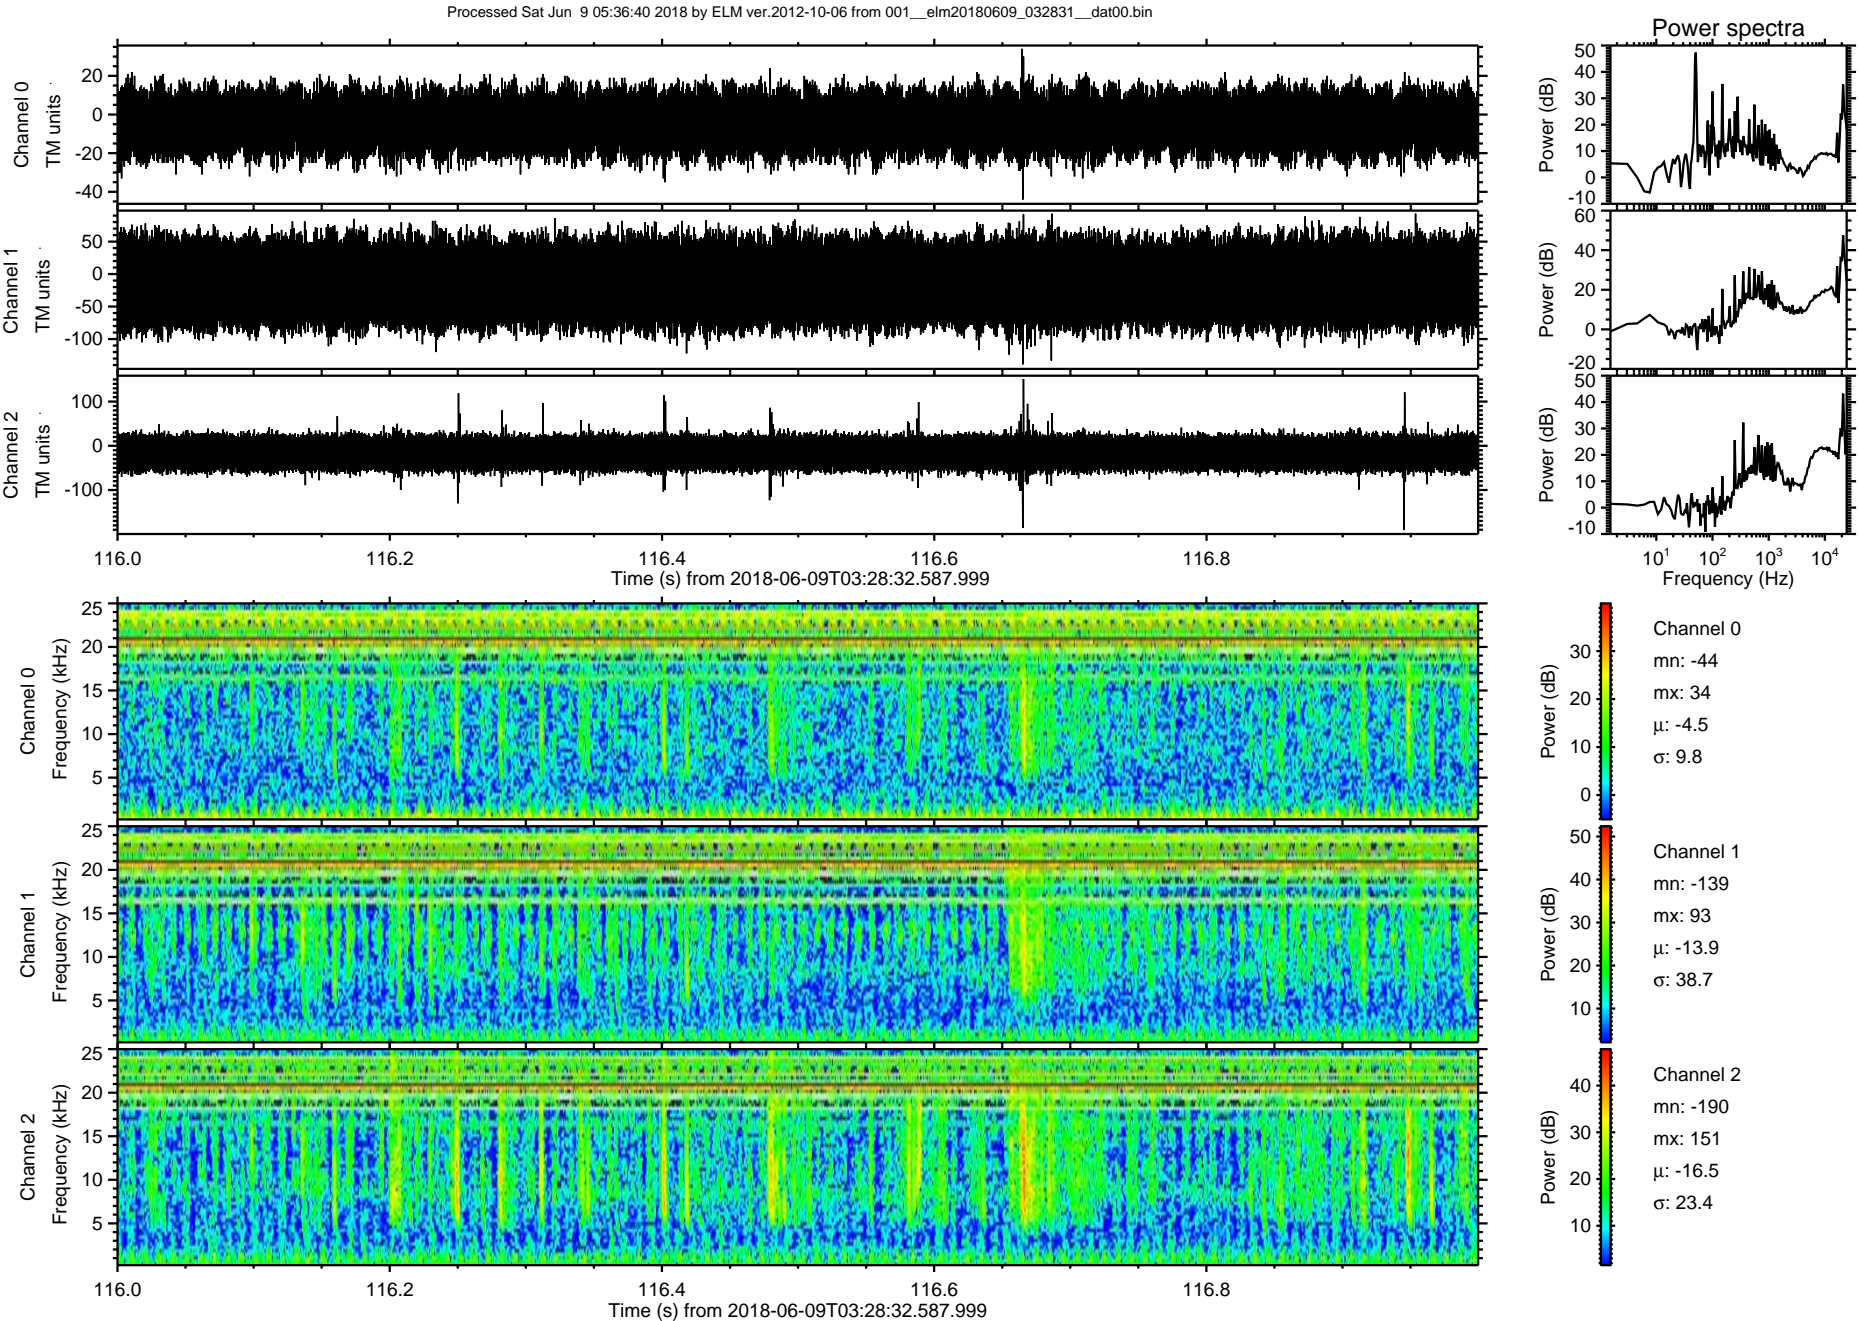 Processed Sat Jun  9 05:36:40 2018 by ELM ver.2012-10-06 from 001__elm20180609_032831__dat00.bin
Power spectra
Channel 0
TM units
20
0
-20
-40
Power (dB)
50
40
30
20
10
0
-10
Channel 1
TM units
50
0
-50
-100
Power (dB)
60
40
20
0
-20
Channel 2
TM units
100
0
-100
Power (dB)
50
40
30
20
10
0
-10
116.0 116.2 116.4 116.6 116.8
Time (s) from 2018-06-09T03:28:32.587.999
10^1 10^2 10^3 10^4
Frequency (Hz)
Channel 0
Frequency (kHz)
25
20
15
10
5
Power (dB)
30
20
10
0
Channel 0
mn: -44
mx: 34
μ: -4.5
σ: 9.8
Channel 1
Frequency (kHz)
25
20
15
10
5
Power (dB)
50
40
30
20
10
Channel 1
mn: -139
mx: 93
μ: -13.9
σ: 38.7
Channel 2
Frequency (kHz)
25
20
15
10
5
Power (dB)
40
30
20
10
Channel 2
mn: -190
mx: 151
μ: -16.5
σ: 23.4
116.0 116.2 116.4 116.6 116.8
Time (s) from 2018-06-09T03:28:32.587.999